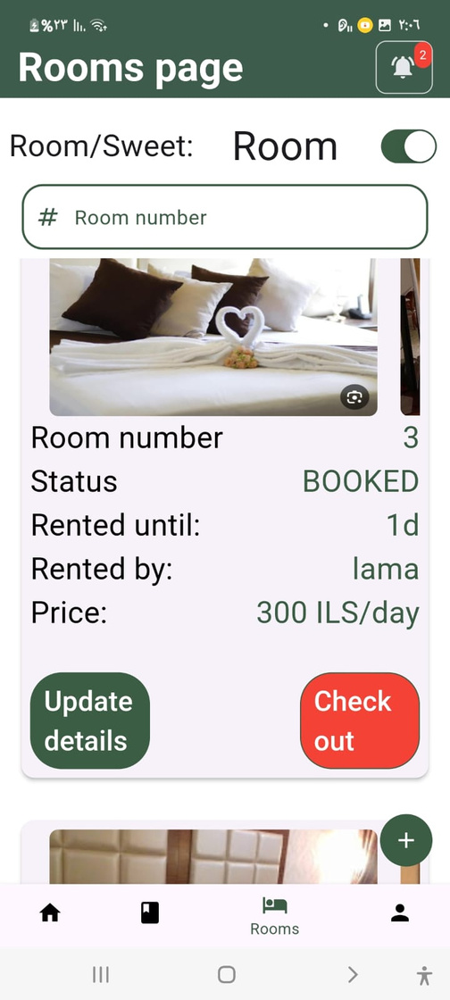 %٢٣ ٢:٠٦
Rooms page 2
Room/Sweet: Room
# Room number
Room number 3
Status BOOKED
Rented until: 1d
Rented by: lama
Price: 300 ILS/day
Update details
Check out
+
Rooms